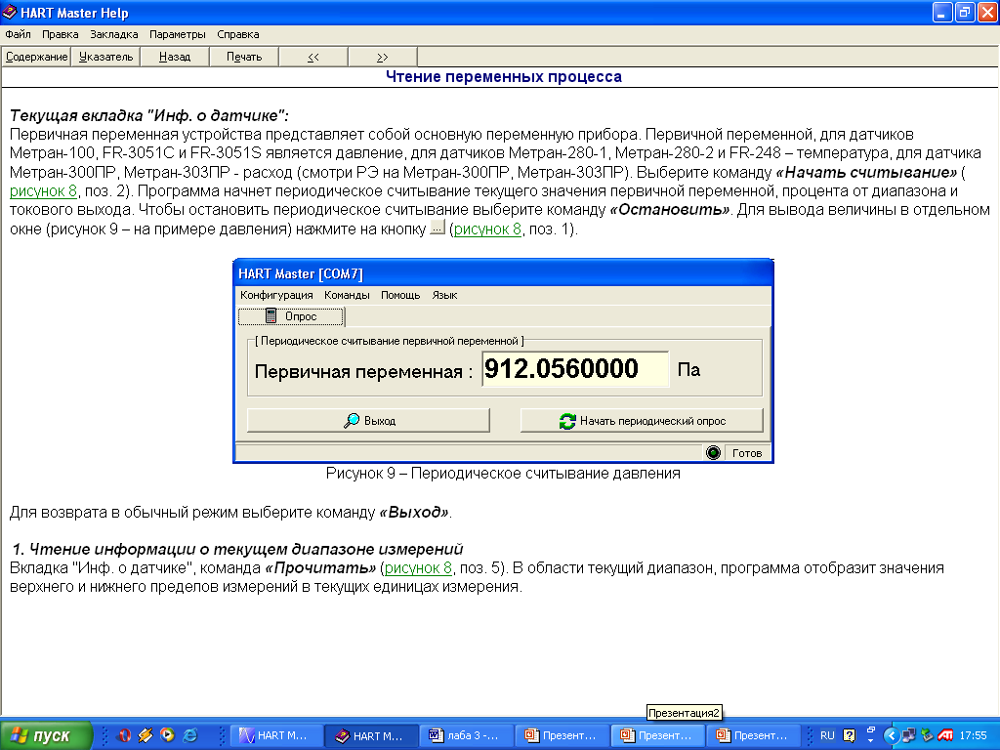 HART Master Help
Файл Правка Закладка Параметры Справка
Содержание Указатель Назад Печать << >>
Чтение переменных процесса
Текущая вкладка "Инф. о датчике":
Первичная переменная устройства представляет собой основную переменную прибора. Первичной переменной, для датчиков
Метран-100, FR-3051С и FR-3051S является давление, для датчиков Метран-280-1, Метран-280-2 и FR-248 – температура, для датчика
Метран-300ПР, Метран-303ПР - расход (смотри РЭ на Метран-300ПР, Метран-303ПР). Выберите команду «Начать считывание» (
рисунок 8, поз. 2). Программа начнет периодическое считывание текущего значения первичной переменной, процента от диапазона и
токового выхода. Чтобы остановить периодическое считывание выберите команду «Остановить». Для вывода величины в отдельном
окне (рисунок 9 – на примере давления) нажмите на кнопку ... (рисунок 8, поз. 1).
HART Master [COM7]
Конфигурация Команды Помощь Язык
Опрос
[ Периодическое считывание первичной переменной ]
Первичная переменная : 912.0560000 Па
Выход Начать периодический опрос
Готов
Рисунок 9 – Периодическое считывание давления
Для возврата в обычный режим выберите команду «Выход».
1. Чтение информации о текущем диапазоне измерений
Вкладка "Инф. о датчике", команда «Прочитать» (рисунок 8, поз. 5). В области текущий диапазон, программа отобразит значения
верхнего и нижнего пределов измерений в текущих единицах измерения.
Презентация2
пуск HART M... HART M... лаба 3 -... Презент... Презент... Презент... RU 17:55